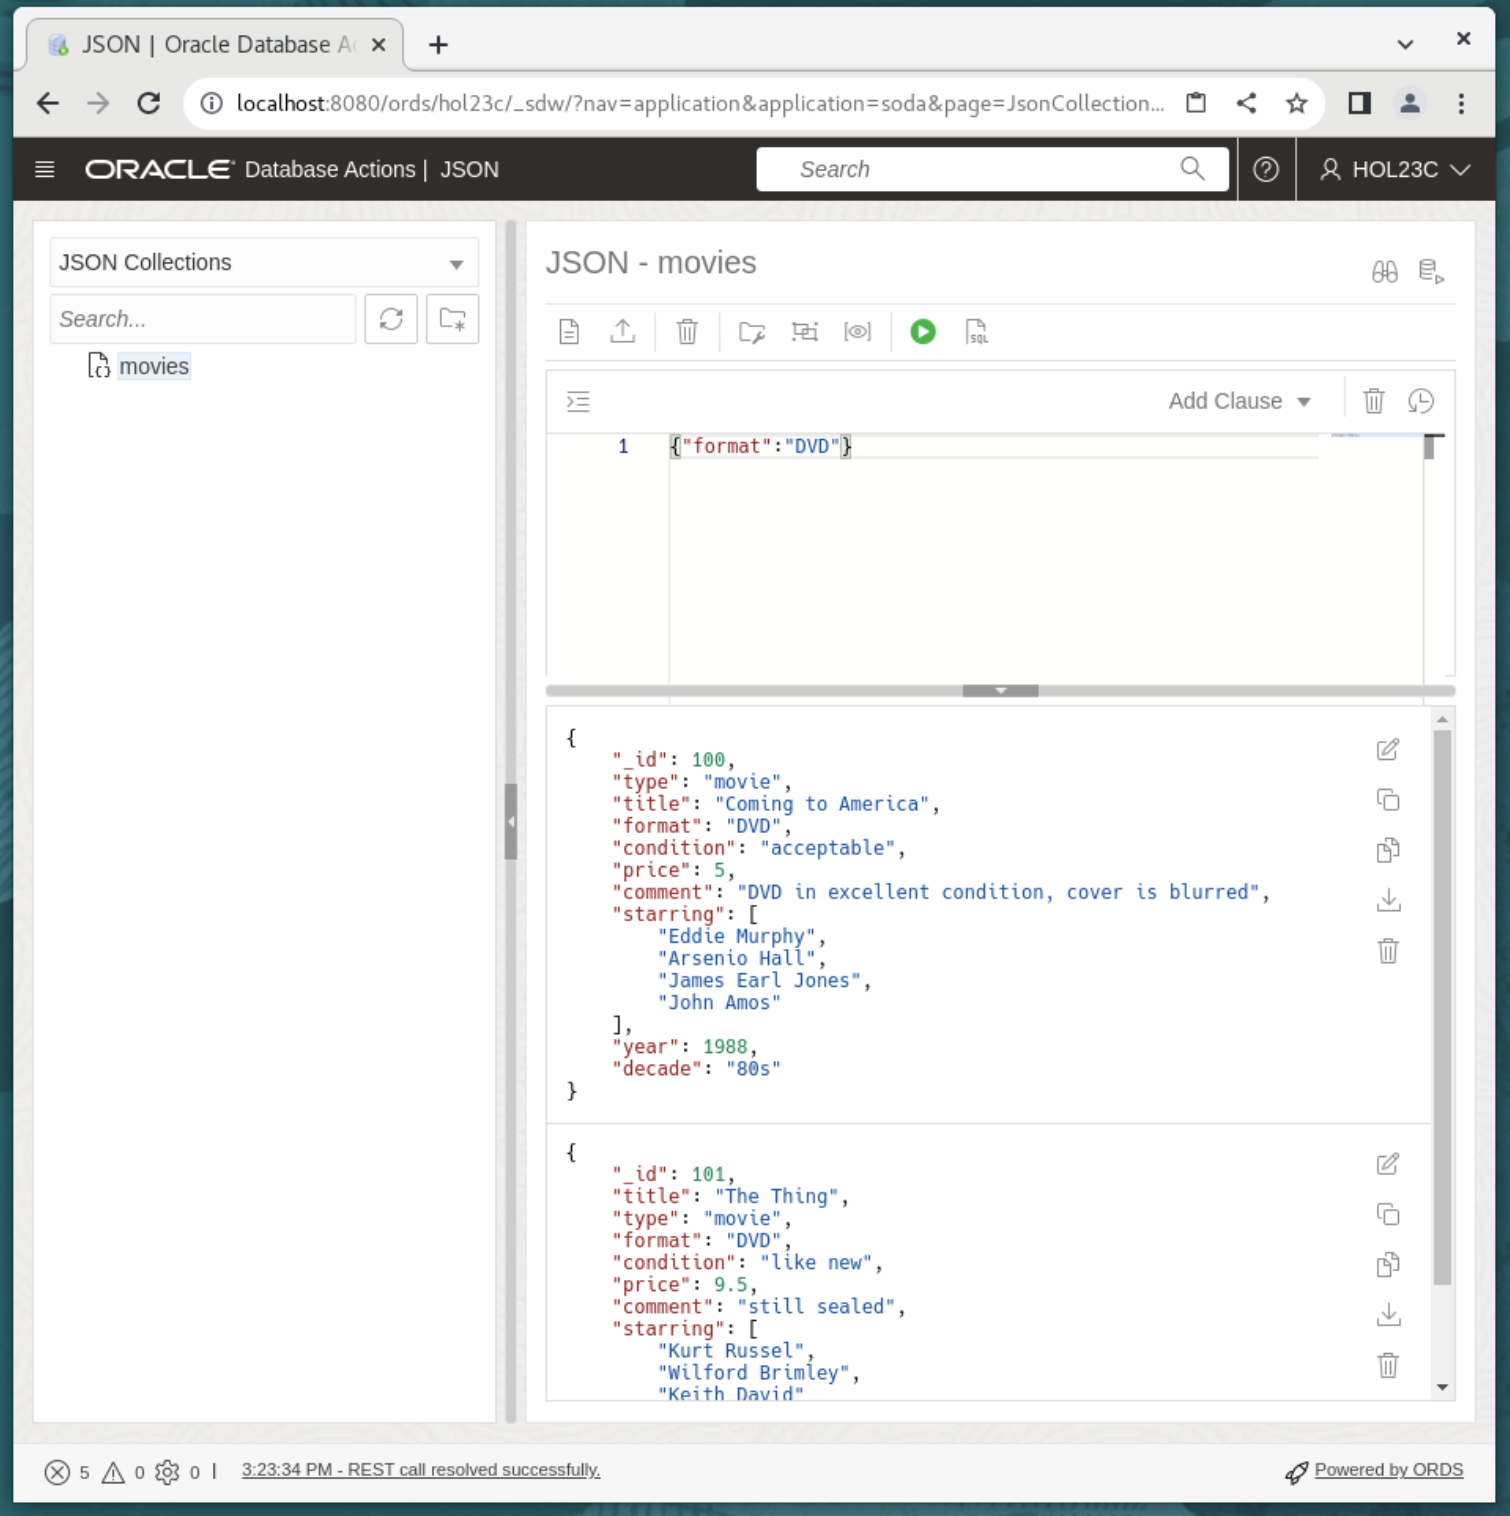 JSON | Oracle Database Ac
localhost:8080/ords/hol23c/_sdw/?nav=application&application=soda&page=JsonCollection...
ORACLE Database Actions | JSON
Search
HOL23C
JSON Collections
Search...
movies
JSON - movies
SQL
Add Clause
1 {"format":"DVD"}
{
"_id": 100,
"type": "movie",
"title": "Coming to America",
"format": "DVD",
"condition": "acceptable",
"price": 5,
"comment": "DVD in excellent condition, cover is blurred",
"starring": [
"Eddie Murphy",
"Arsenio Hall",
"James Earl Jones",
"John Amos"
],
"year": 1988,
"decade": "80s"
}
{
"_id": 101,
"title": "The Thing",
"type": "movie",
"format": "DVD",
"condition": "like new",
"price": 9.5,
"comment": "still sealed",
"starring": [
"Kurt Russel",
"Wilford Brimley",
"Keith David"
5 0 0 | 3:23:34 PM - REST call resolved successfully.
Powered by ORDS